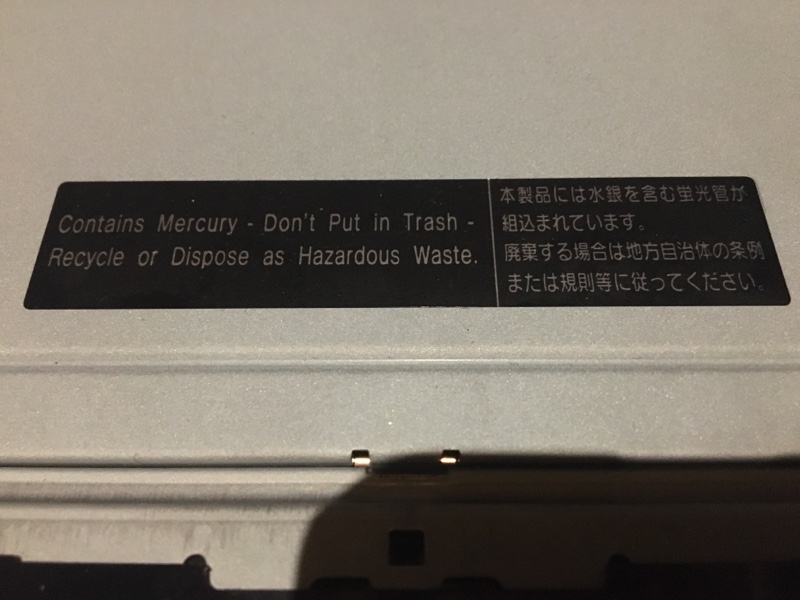 Contains Mercury - Don't Put in Trash -
Recycle or Dispose as Hazardous Waste.
本製品には水銀を含む蛍光管が
組込まれています。
廃棄する場合は地方自治体の条例
または規則等に従ってください。